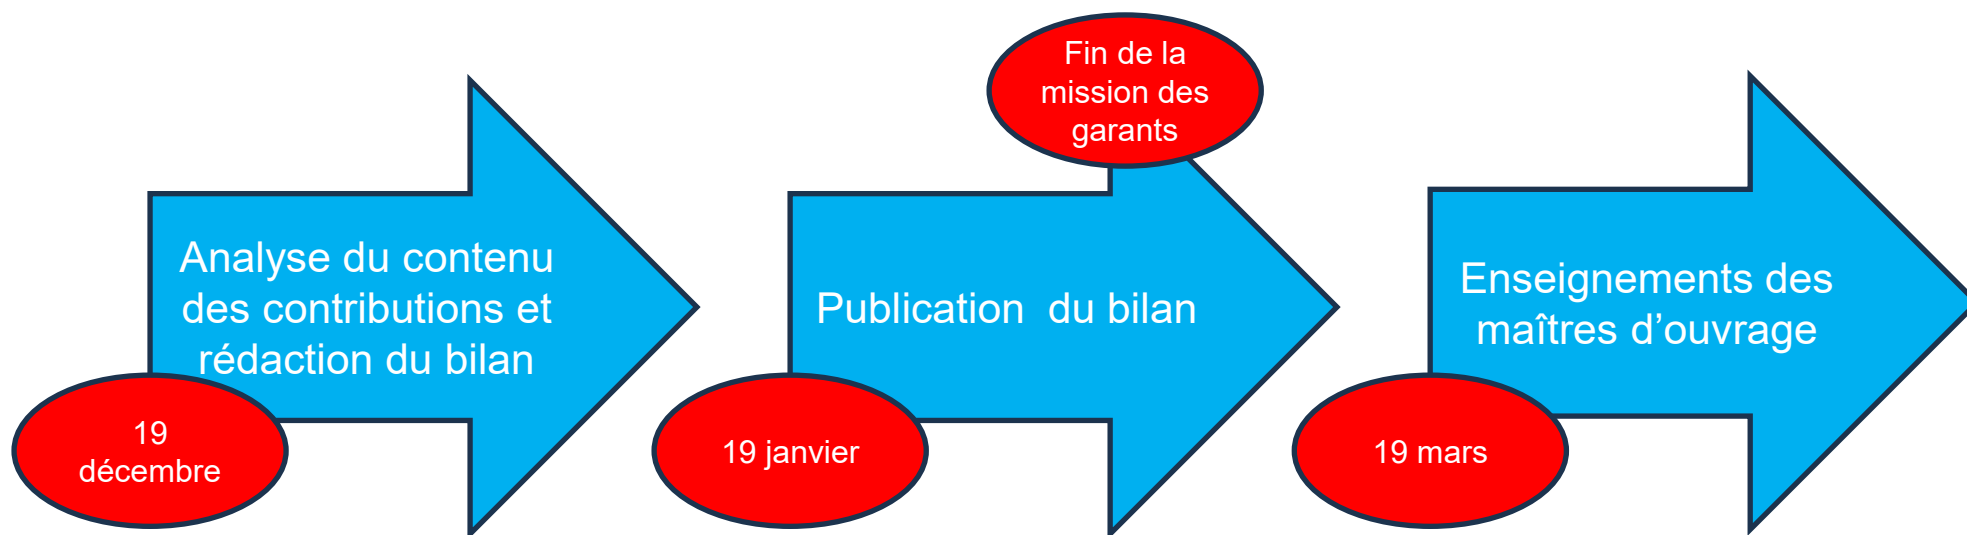 Analyse du contenu
des contributions et
rédaction du bilan
19
décembre
Fin de la
mission des
garants
Publication  du bilan
19 janvier
Enseignements des
maîtres d’ouvrage
19 mars